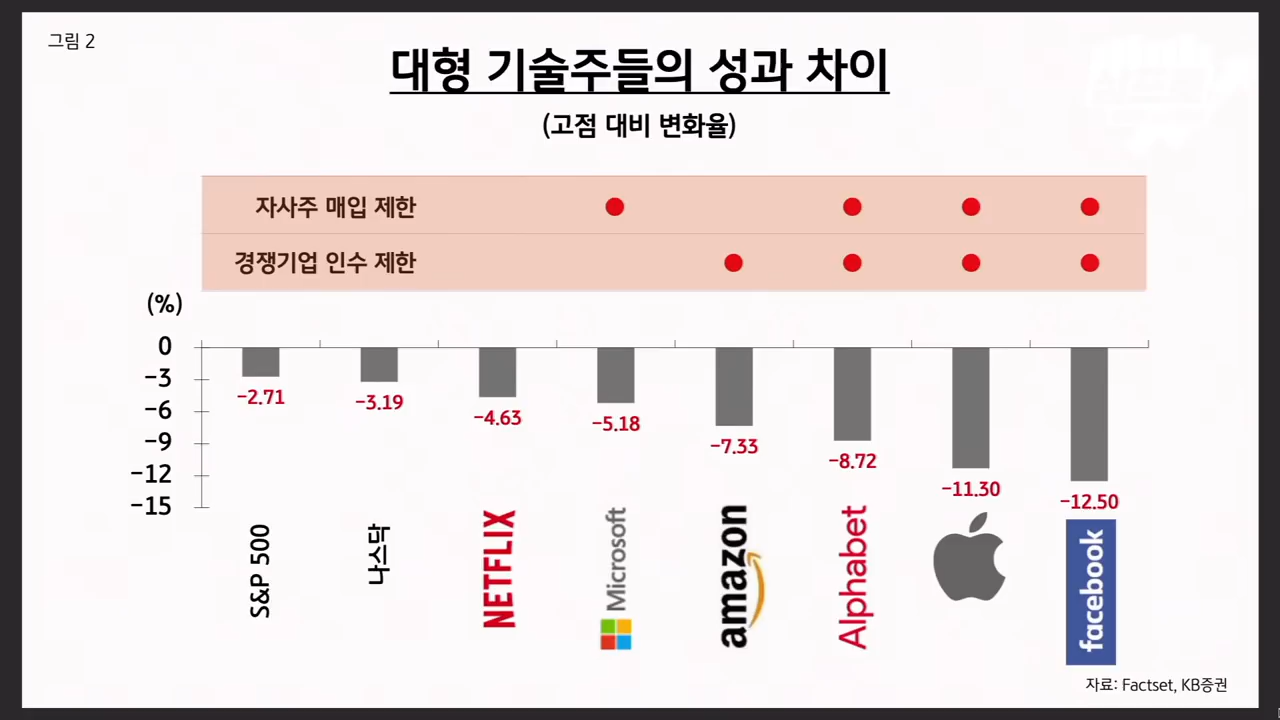 그림 2
대형 기술주들의 성과 차이
(고점 대비 변화율)
자사주 매입 제한
경쟁기업 인수 제한
(%)
0
-3
-6
-9
-12
-15
-2.71
-3.19
-4.63
-5.18
-7.33
-8.72
-11.30
-12.50
S&P 500
나스닥
NETFLIX
Microsoft
amazon
Alphabet
facebook
자료: Factset, KB증권